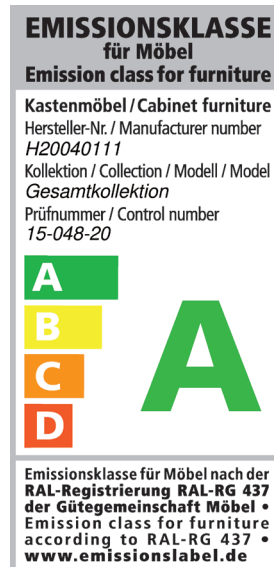 EMISSIONSKLASSE
für Möbel
Emission class for furniture
Kastenmöbel / Cabinet furniture
Hersteller-Nr. / Manufacturer number
H20040111
Kollektion / Collection / Modell / Model
Gesamtkollektion
Prüfnummer / Control number
15-048-20
A
B
C
D
A
Emissionsklasse für Möbel nach der
RAL-Registrierung RAL-RG 437
der Gütegemeinschaft Möbel •
Emission class for furniture
according to RAL-RG 437 •
www.emissionslabel.de